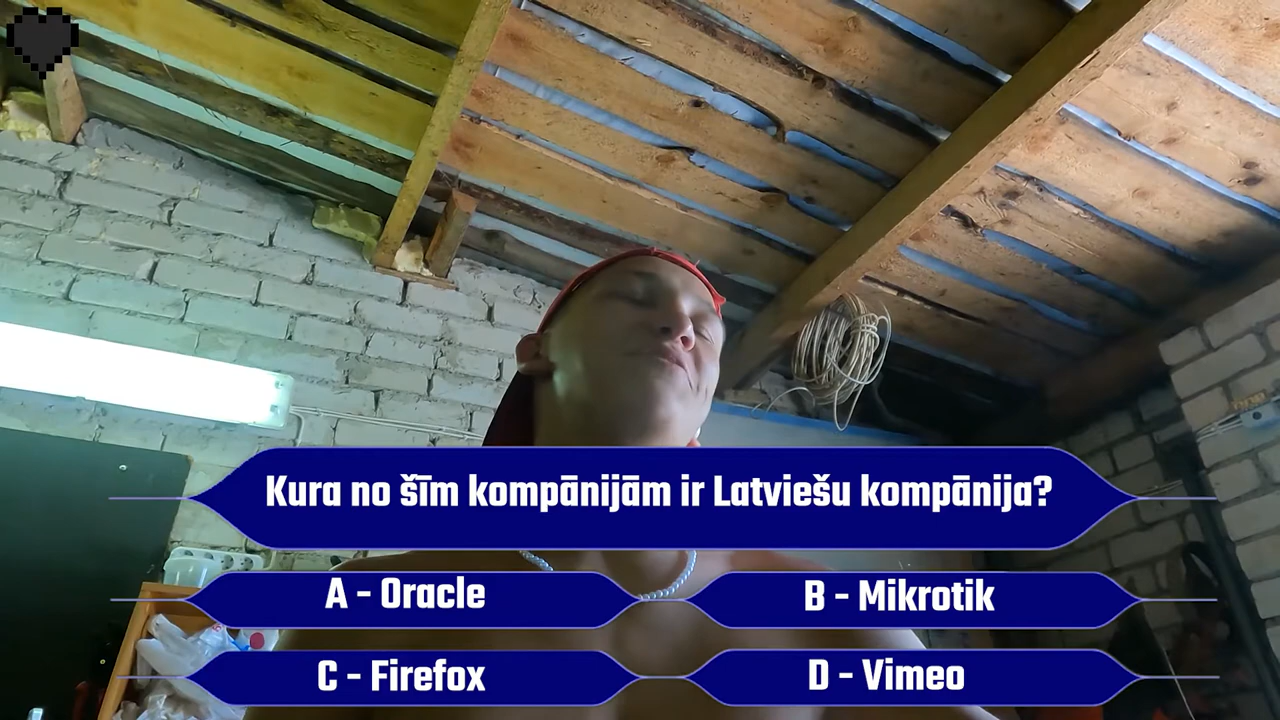 Kura no šīm kompānijām ir Latviešu kompānija?
A - Oracle
B - Mikrotik
C - Firefox
D - Vimeo